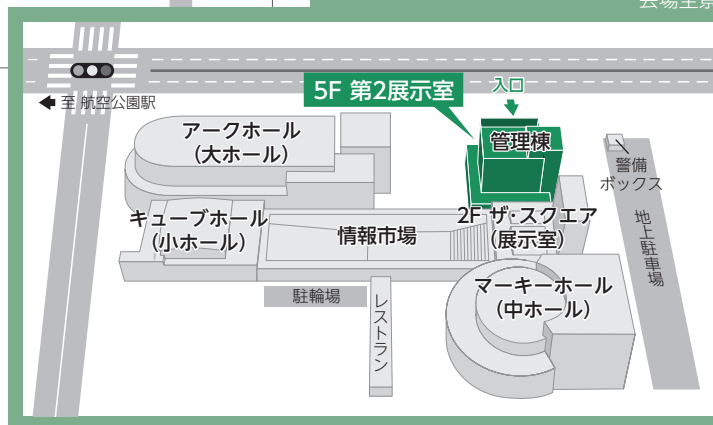 至 航空公園駅
5F 第2展示室
入口
アークホール
(大ホール)
管理棟
警備
ボックス
キューブホール
(小ホール)
情報市場
2F ザ・スクエア
(展示室)
地上駐車場
マーキーホール
(中ホール)
駐輪場
レストラン